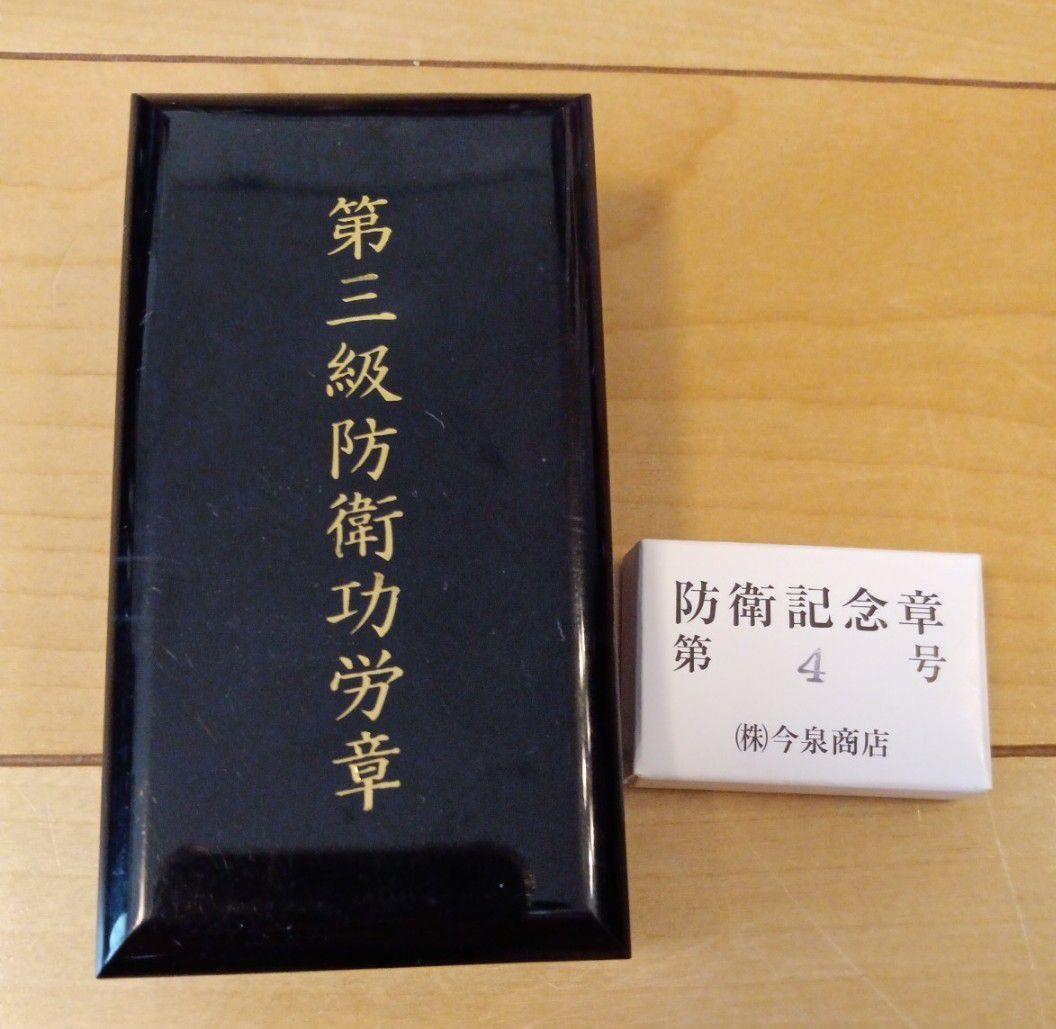 第三級防衛功労章
防衛記念章
第 4 号
㈱今泉商店